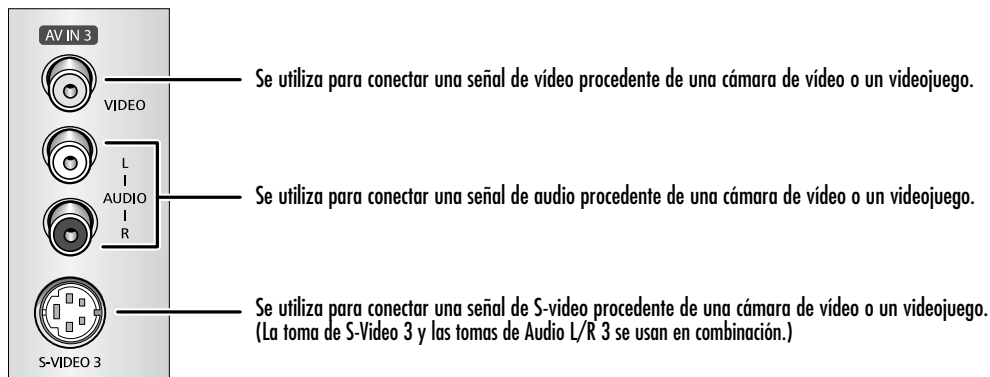 AV IN 3
VIDEO
Se utiliza para conectar una señal de vídeo procedente de una cámara de vídeo o un videojuego.
L
AUDIO
R
Se utiliza para conectar una señal de audio procedente de una cámara de vídeo o un videojuego.
S-VIDEO 3
Se utiliza para conectar una señal de S-video procedente de una cámara de vídeo o un videojuego.
(La toma de S-Video 3 y las tomas de Audio L/R 3 se usan en combinación.)